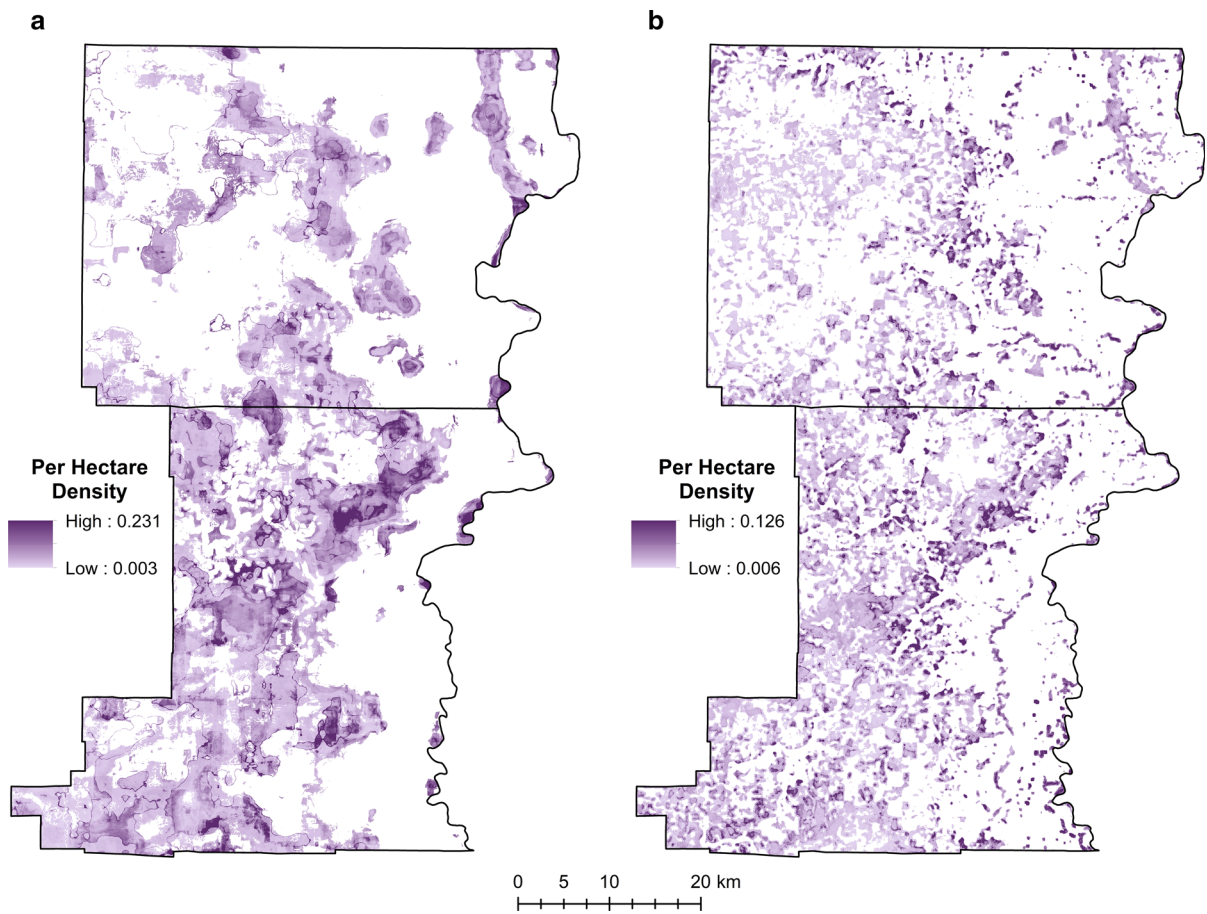 a
b
Per Hectare
Density
High : 0.231
Low : 0.003
Per Hectare
Density
High : 0.126
Low : 0.006
0 5 10 20 km